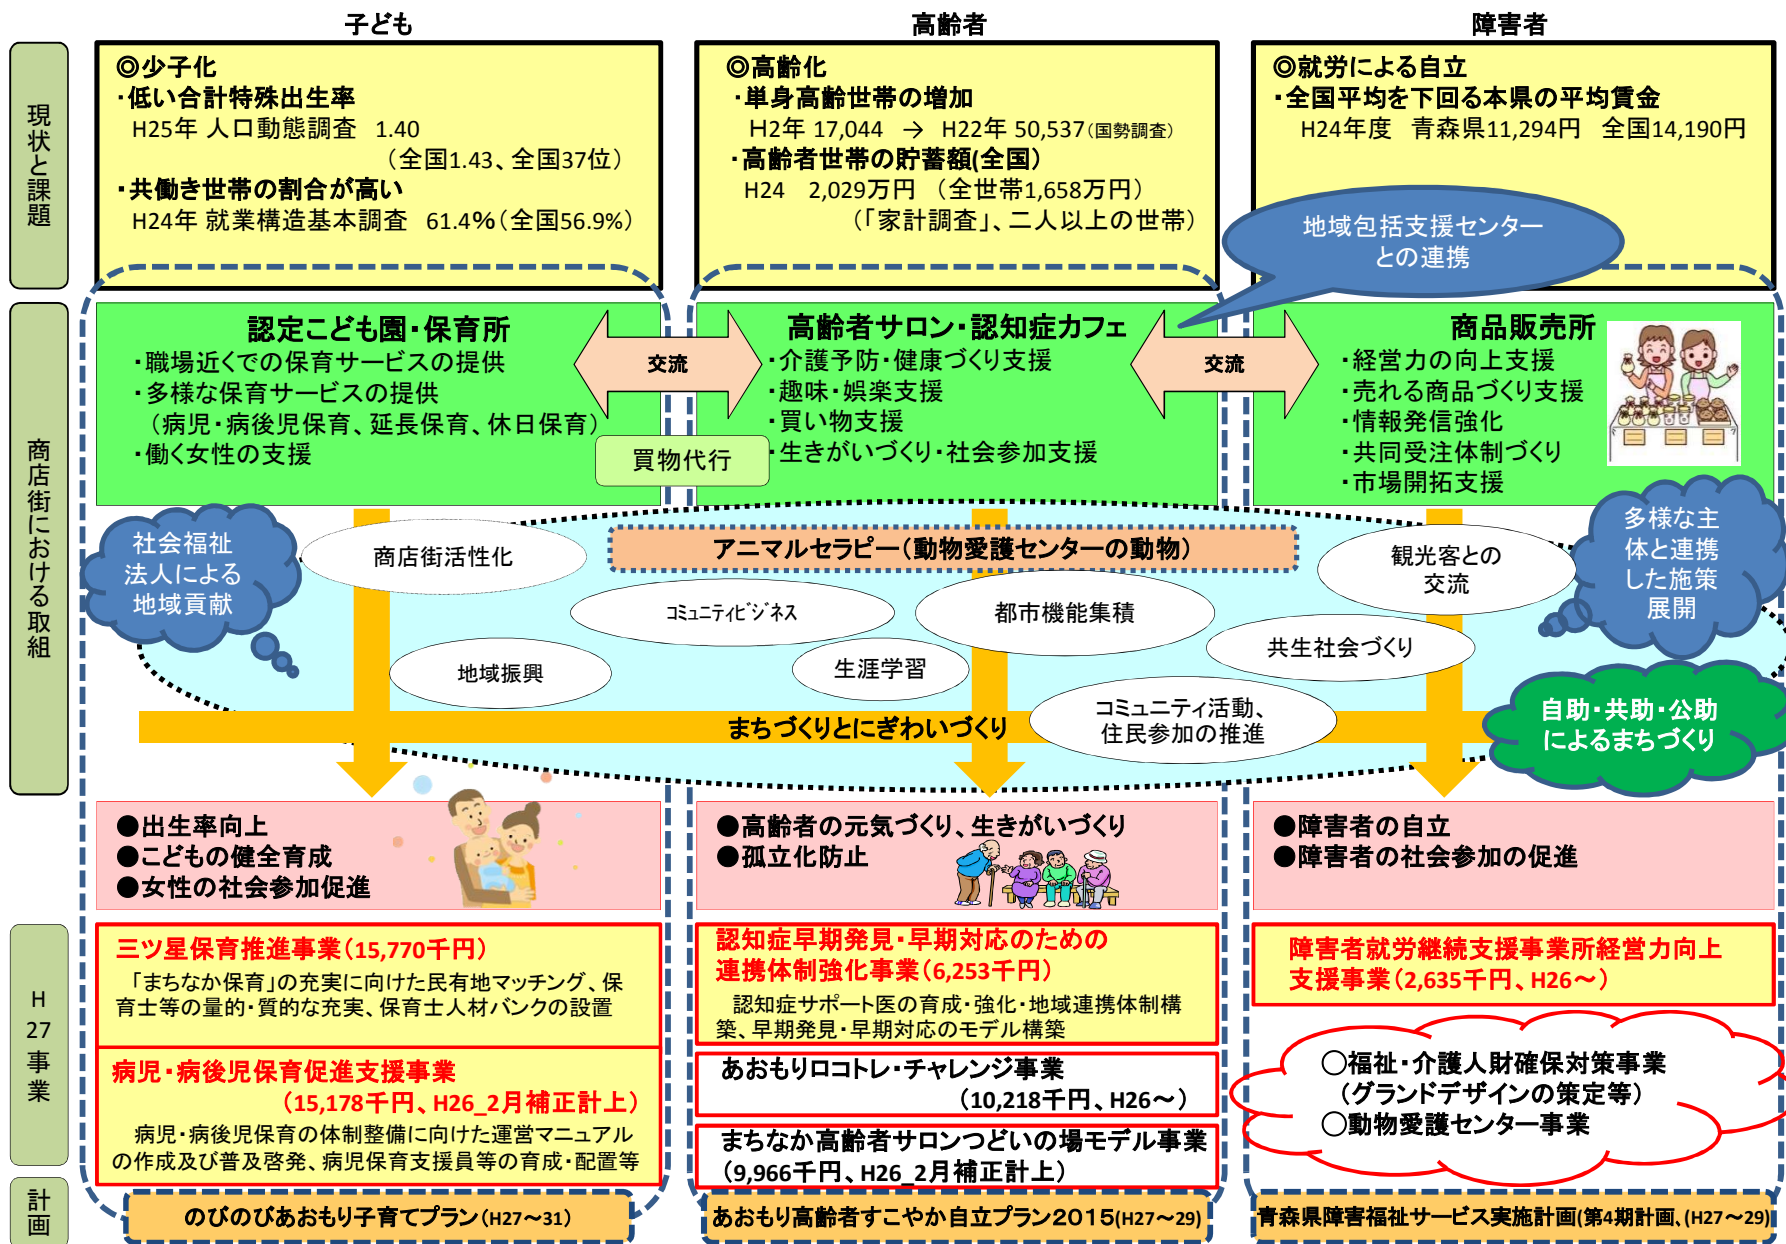 子ども
高齢者
障害者
現状と課題
◎少子化
・低い合計特殊出生率
H25年 人口動態調査 1.40
（全国1.43、全国37位）
・共働き世帯の割合が高い
H24年 就業構造基本調査 61.4%（全国56.9%）
◎高齢化
・単身高齢世帯の増加
H2年 17,044 → H22年 50,537（国勢調査）
・高齢者世帯の貯蓄額(全国)
H24 2,029万円 （全世帯1,658万円）
（「家計調査」、二人以上の世帯）
◎就労による自立
・全国平均を下回る本県の平均賃金
H24年度 青森県11,294円 全国14,190円
地域包括支援センター
との連携
商店街における取組
認定こども園・保育所
・職場近くでの保育サービスの提供
・多様な保育サービスの提供
（病児・病後児保育、延長保育、休日保育）
・働く女性の支援
交流
買物代行
高齢者サロン・認知症カフェ
・介護予防・健康づくり支援
・趣味・娯楽支援
・買い物支援
・生きがいづくり・社会参加支援
交流
商品販売所
・経営力の向上支援
・売れる商品づくり支援
・情報発信強化
・共同受注体制づくり
・市場開拓支援
社会福祉
法人による
地域貢献
商店街活性化
アニマルセラピー（動物愛護センターの動物）
観光客との
交流
多様な主
体と連携
した施策
展開
コミュニティビジネス
都市機能集積
共生社会づくり
地域振興
生涯学習
コミュニティ活動、
住民参加の推進
まちづくりとにぎわいづくり
自助・共助・公助
によるまちづくり
●出生率向上
●こどもの健全育成
●女性の社会参加促進
●高齢者の元気づくり、生きがいづくり
●孤立化防止
●障害者の自立
●障害者の社会参加の促進
H27事業
三ツ星保育推進事業（15,770千円）
「まちなか保育」の充実に向けた民有地マッチング、保
育士等の量的・質的な充実、保育士人材バンクの設置
病児・病後児保育促進支援事業
（15,178千円、H26_2月補正計上）
病児・病後児保育の体制整備に向けた運営マニュアル
の作成及び普及啓発、病児保育支援員等の育成・配置等
認知症早期発見・早期対応のための
連携体制強化事業（6,253千円）
認知症サポート医の育成・強化・地域連携体制構
築、早期発見・早期対応のモデル構築
あおもりロコトレ・チャレンジ事業
（10,218千円、H26～）
まちなか高齢者サロンつどいの場モデル事業
（9,966千円、H26_2月補正計上）
障害者就労継続支援事業所経営力向上
支援事業（2,635千円、H26～）
○福祉・介護人財確保対策事業
（グランドデザインの策定等）
○動物愛護センター事業
計画
のびのびあおもり子育てプラン（H27～31）
あおもり高齢者すこやか自立プラン2015(H27～29)
青森県障害福祉サービス実施計画(第4期計画、(H27～29)